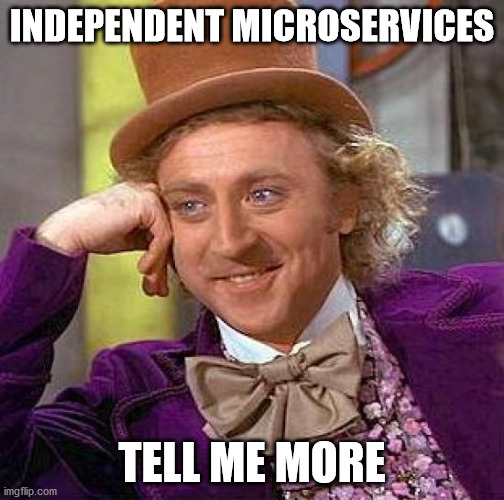 INDEPENDENT MICROSERVICES
TELL ME MORE
imgflip.com